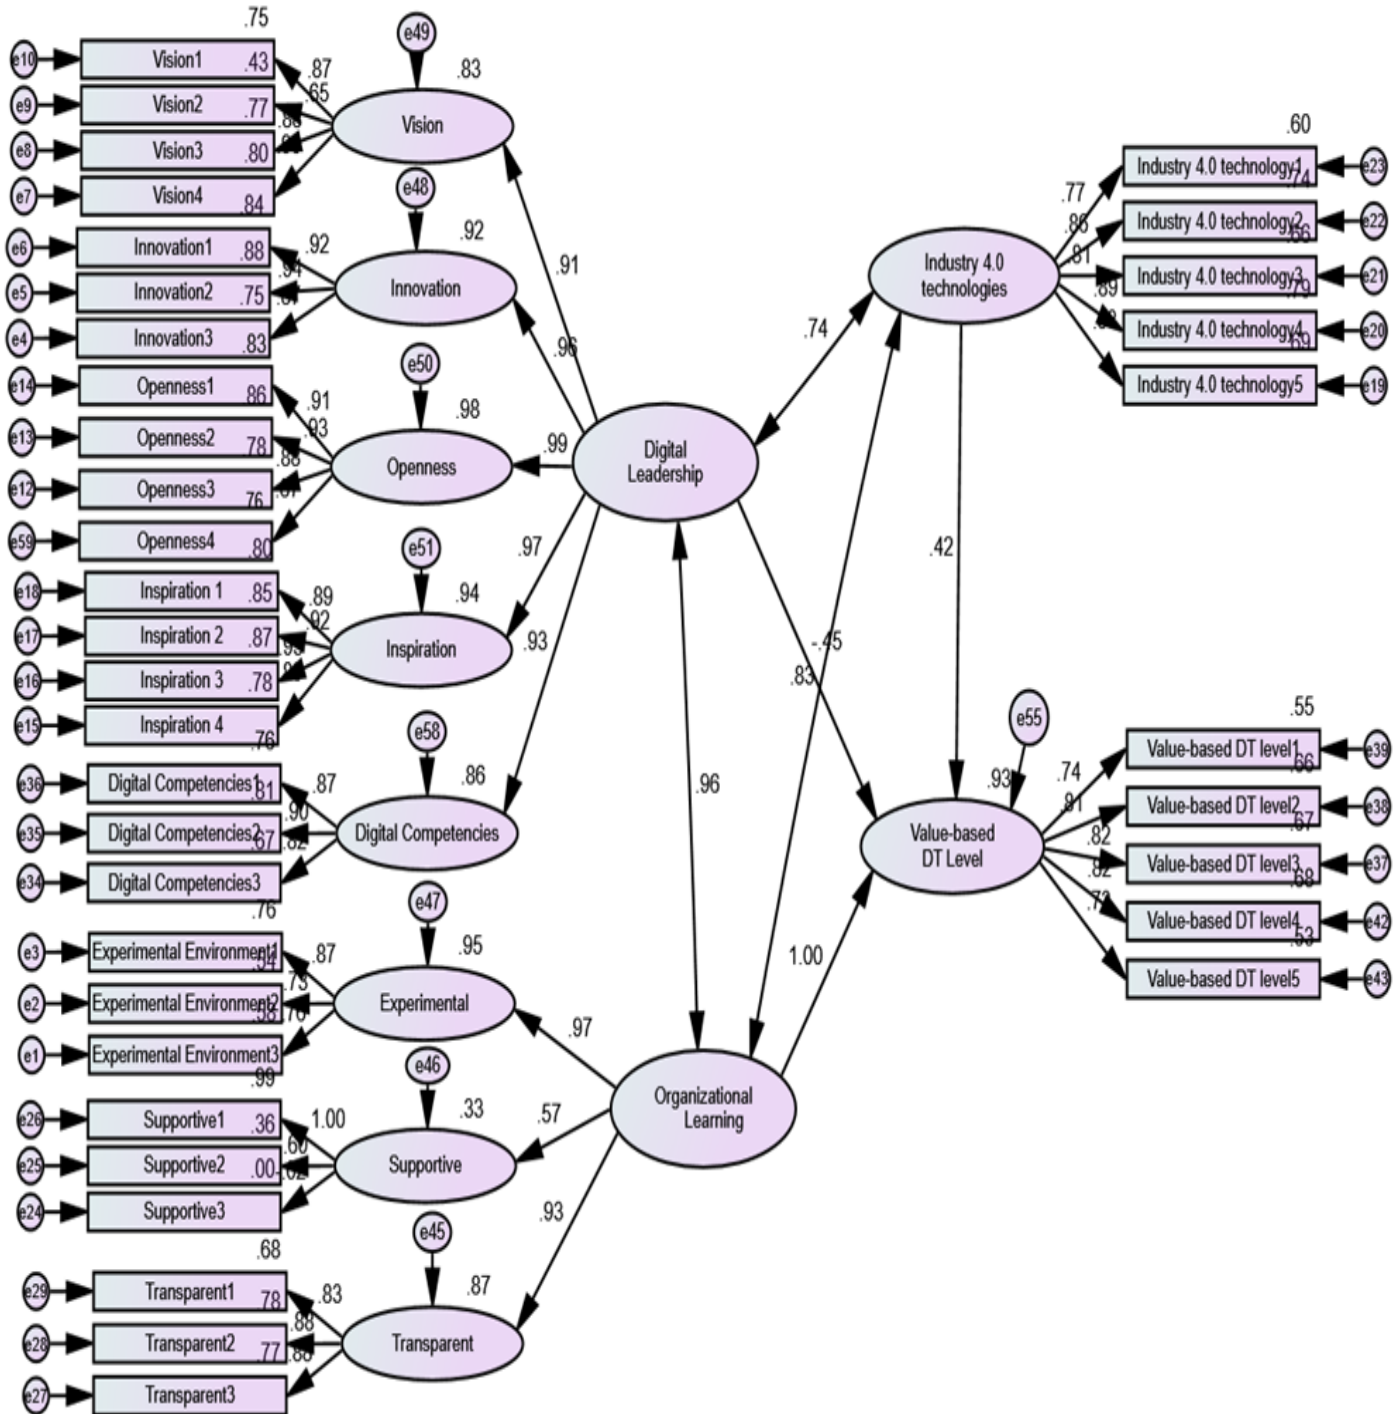 .75
e10
Vision1
.43
.87
e49
.83
e9
Vision2
.77
.65
Vision
e8
Vision3
.80
e7
Vision4
.84
e48
.92
e6
Innovation1
.88
.92
Innovation
e5
Innovation2
.75
.94
e4
Innovation3
.83
e50
.98
e14
Openness1
.86
.91
e13
Openness2
.78
.93
.99
Openness
e12
Openness3
.76
.88
e59
Openness4
.80
e51
.94
e18
Inspiration 1
.85
.89
e17
Inspiration 2
.87
.92
Inspiration
e16
Inspiration 3
.78
e15
Inspiration 4
.76
e58
.86
e36
Digital Competencies1
.81
.87
e35
Digital Competencies2
.67
.90
.82
Digital Competencies
e34
Digital Competencies3
.76
e47
.95
e3
Experimental Environment1
.54
.87
e2
Experimental Environment2
.58
.73
.76
Experimental
e1
Experimental Environment3
.99
e46
.33
e26
Supportive1
.36
1.00
e25
Supportive2
.00
.60
-.02
Supportive
e24
Supportive3
.68
e45
.87
e29
Transparent1
.78
.83
e28
Transparent2
.77
.88
.88
Transparent
e27
Transparent3
.91
.96
.97
.93
Digital
Leadership
.74
.96
-.45
.83
.42
.97
.57
.93
Organizational
Learning
1.00
Industry 4.0
technologies
.60
.77
Industry 4.0 technology1
.74
e23
.86
Industry 4.0 technology2
.66
e22
.81
Industry 4.0 technology3
.79
e21
.89
Industry 4.0 technology4
.69
e20
Industry 4.0 technology5
e19
e55
.93
Value-based
DT Level
.55
.74
Value-based DT level1
.66
e39
.81
Value-based DT level2
.67
e38
.82
Value-based DT level3
.68
e37
.82
Value-based DT level4
.53
e42
.73
Value-based DT level5
e43